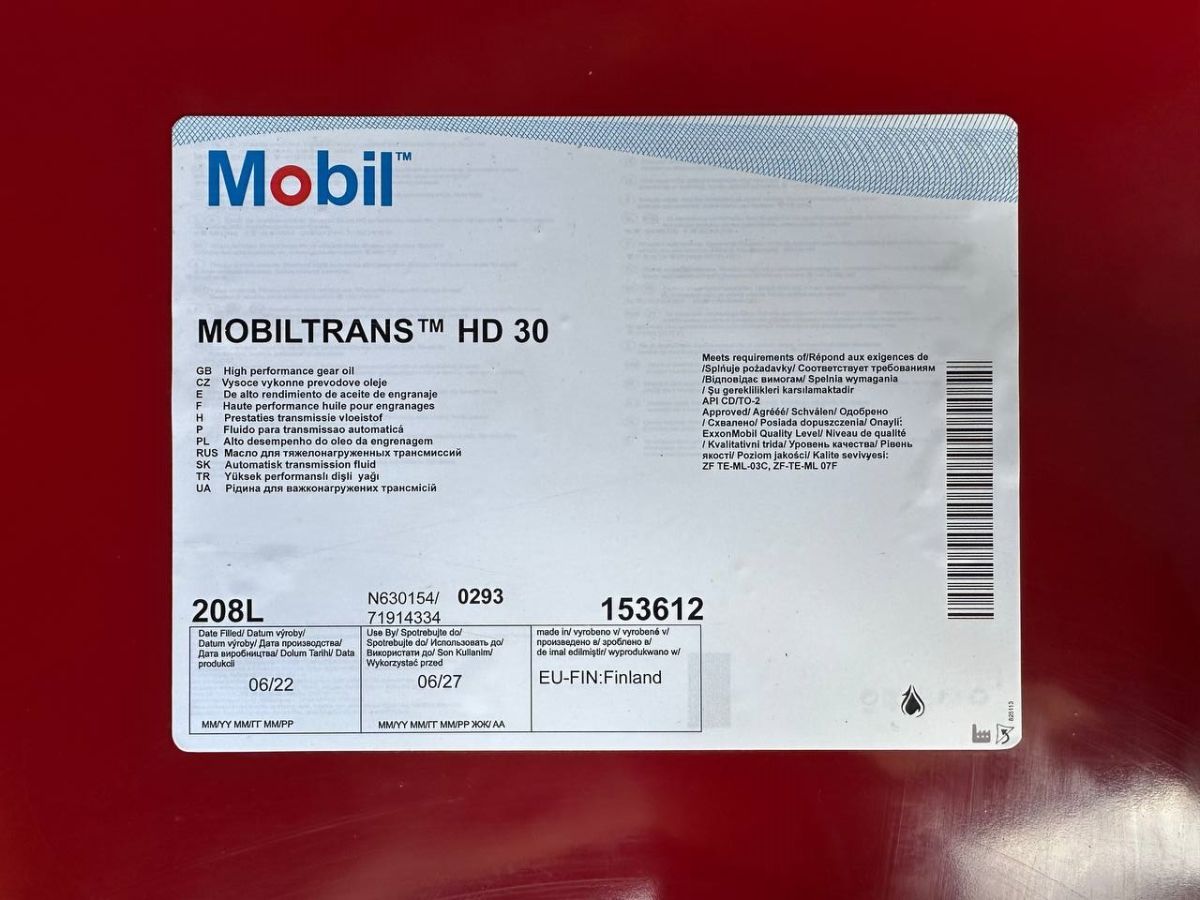 Mobil™
MOBILTRANS™ HD 30
GB High performance gear oil
CZ Vysoce vykonne prevodove oleje
E De alto rendimiento de aceite de engranaje
F Haute performance huile pour engranages
H Prestaties transmissie vloeistof
P Fluido para transmissao automaticá
PL Alto desempenho do oleo da engrenagem
RUS Масло для тяжелонагруженных трансмиссий
SK Automatisk transmission fluid
TR Yüksek performanslı dişli yağı
UA Рідина для важконагружених трансмісій
Meets requirements of/Répond aux exigences de
/Splňuje požadavky/ Соответствует требованиям
/Відповідає вимогам/ Spelnia wymagania
/ Şu gereklilikleri karsılamaktadir
API CD/TO-2
Approved/ Agréé/ Schválen/ Одобрено
/ Схвалено/ Posiada dopuszczenia/ Onayli:
ExxonMobil Quality Level/ Niveau de qualité
/ Kvalitativni trida/ Уровень качества/ Рівень
якості/ Poziom jakości/ Kalite sevivyesi:
ZF TE-ML-03C, ZF-TE-ML 07F
208L
N630154/ 0293
71914334
153612
Date Filled/ Datum výroby/
Datum výroby/ Дата производства/
Дата виробництва/ Dolum Tarihi/ Data
produkcii
06/22
MM/YY MM/ГГ MM/PP
Use By/ Spotrebujte do/
Spotrebujte do/ Использовать до/
Використати до/ Son Kullanim/
Wykorzystać przed
06/27
MM/YY MM/ГГ MM/PP ЖЖ/ AA
made in/ vyrobeno v/ vyrobené v/
произведено в/ зроблено в/
de imal edilmiştir/ wyprodukwano w/
EU-FIN:Finland
825113